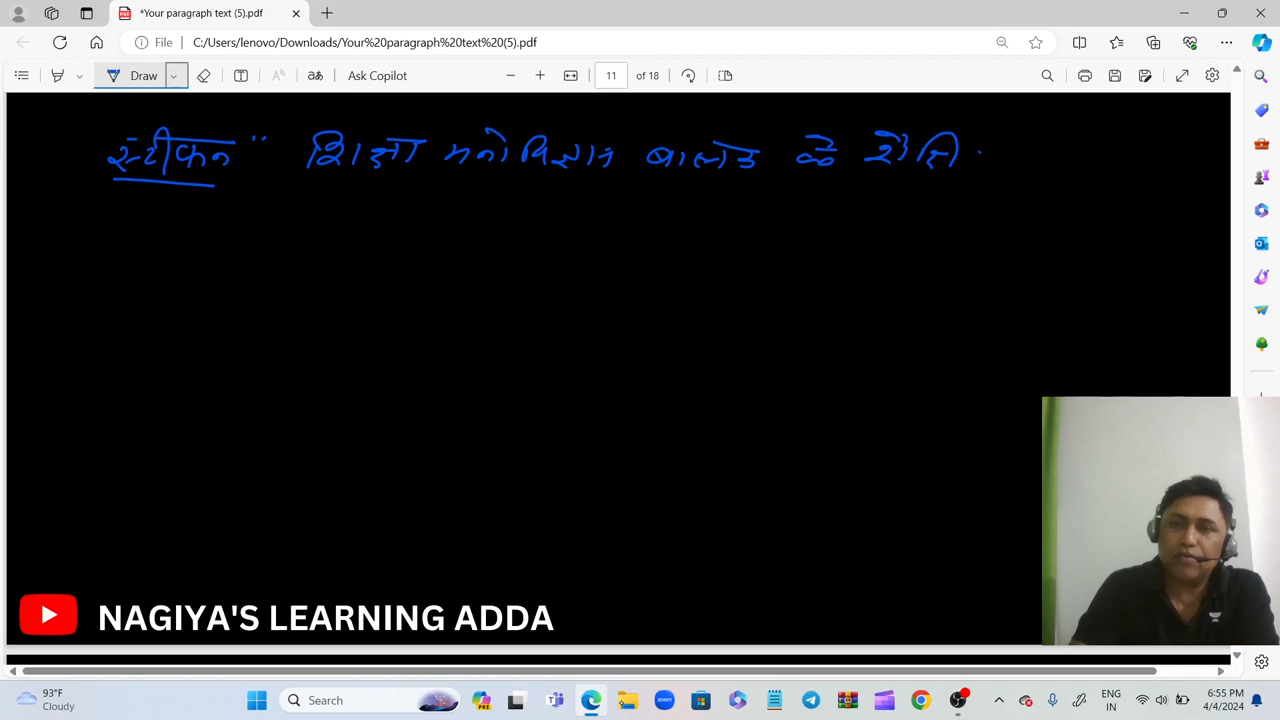 *Your paragraph text (5).pdf
File C:/Users/lenovo/Downloads/Your%20paragraph%20text%20(5).pdf
Draw Ask Copilot 11 of 18
स्टीफन " शिक्षा मनोविज्ञान बालक के
NAGIYA'S LEARNING ADDA
93°F
Cloudy
Search
ENG
IN
6:55 PM
4/4/2024